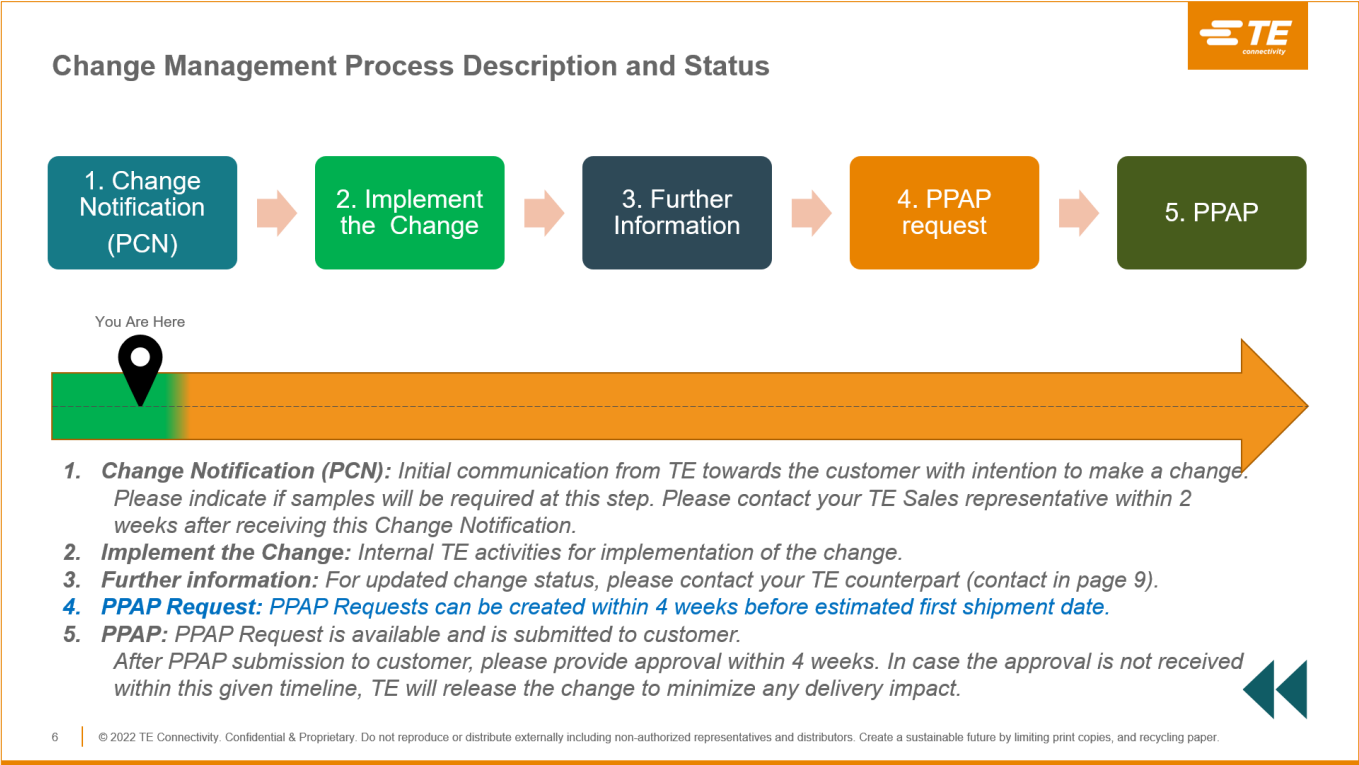 TE
connectivity
Change Management Process Description and Status
1. Change
Notification
(PCN)
2. Implement
the Change
3. Further
Information
4. PPAP
request
5. PPAP
You Are Here
1. Change Notification (PCN): Initial communication from TE towards the customer with intention to make a change.
Please indicate if samples will be required at this step. Please contact your TE Sales representative within 2
weeks after receiving this Change Notification.
2. Implement the Change: Internal TE activities for implementation of the change.
3. Further information: For updated change status, please contact your TE counterpart (contact in page 9).
4. PPAP Request: PPAP Requests can be created within 4 weeks before estimated first shipment date.
5. PPAP: PPAP Request is available and is submitted to customer.
After PPAP submission to customer, please provide approval within 4 weeks. In case the approval is not received
within this given timeline, TE will release the change to minimize any delivery impact.
6
© 2022 TE Connectivity. Confidential & Proprietary. Do not reproduce or distribute externally including non-authorized representatives and distributors. Create a sustainable future by limiting print copies, and recycling paper.